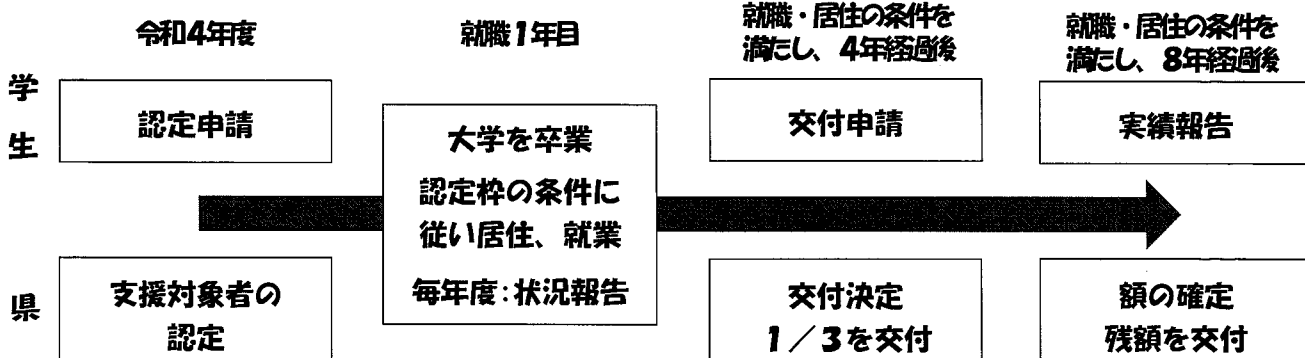 令和4年度
就職1年目
就職・居住の条件を
満たし、4年経過後
就職・居住の条件を
満たし、8年経過後
学生
認定申請
大学を卒業
認定枠の条件に
従い居住、就業
毎年度：状況報告
交付申請
実績報告
県
支援対象者の
認定
交付決定
1／3を交付
額の確定
残額を交付